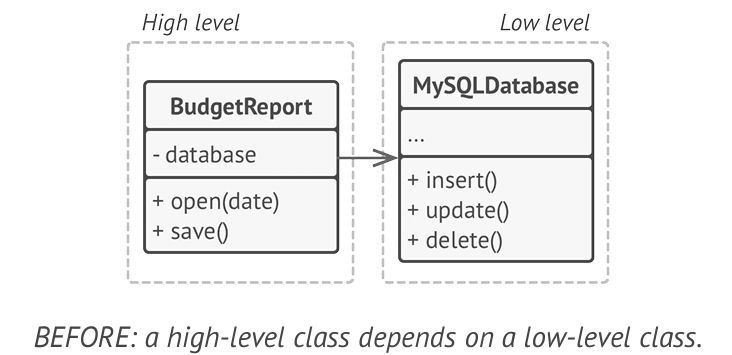 High level
Low level
BudgetReport
- database
+ open(date)
+ save()
MySQLDatabase
...
+ insert()
+ update()
+ delete()
BEFORE: a high-level class depends on a low-level class.